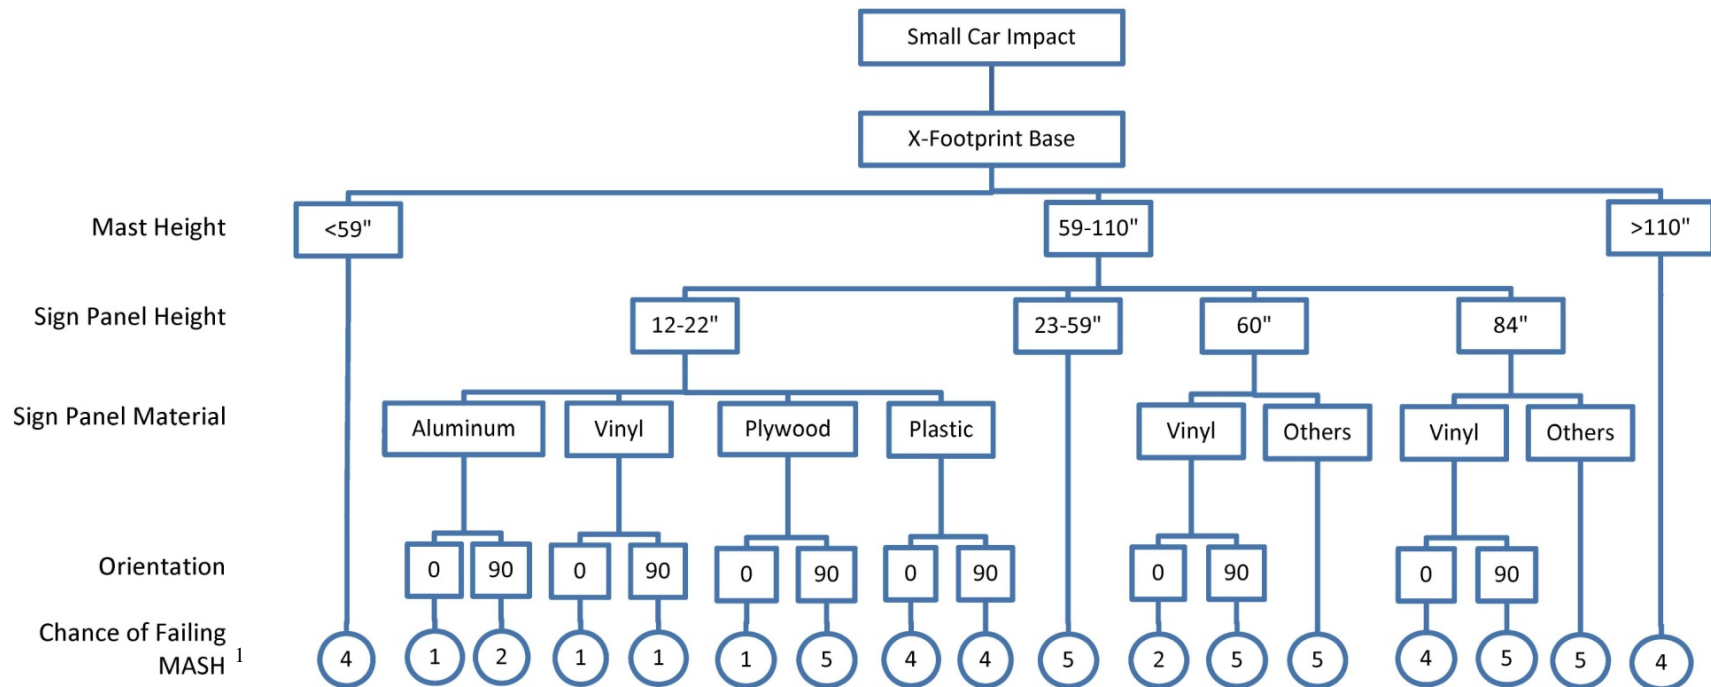 Small Car Impact
X-Footprint Base
Mast Height
<59"
59-110"
>110"
Sign Panel Height
12-22"
23-59"
60"
84"
Sign Panel Material
Aluminum
Vinyl
Plywood
Plastic
Vinyl
Others
Vinyl
Others
Orientation
0
90
0
90
0
90
0
90
0
90
0
90
Chance of Failing
MASH 1
4
1
2
1
1
1
5
4
4
5
2
5
5
4
5
5
4